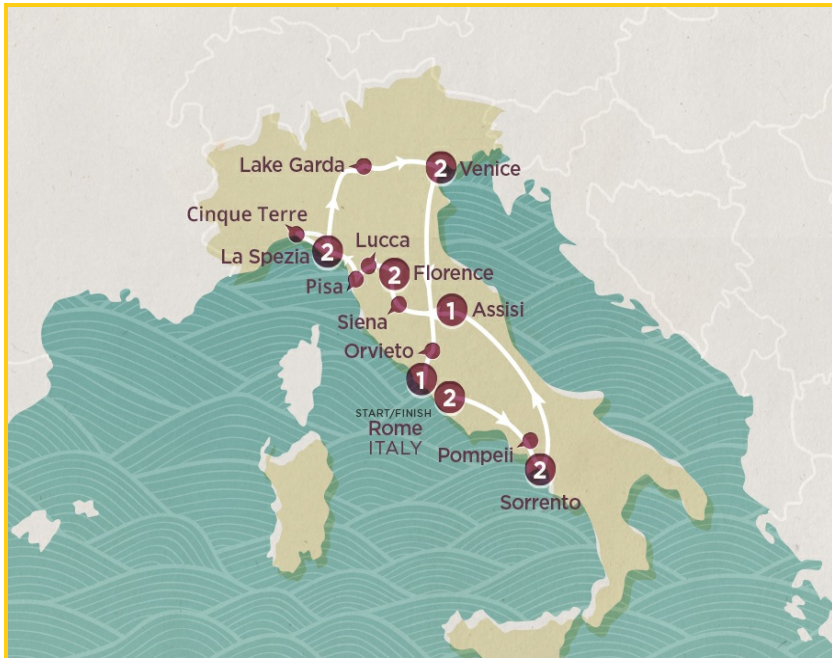 Lake Garda
2
Venice
Cinque Terre
La Spezia
2
Lucca
2
Florence
Pisa
Siena
1
Assisi
Orvieto
1
2
START/FINISH
Rome
ITALY
Pompeii
2
Sorrento